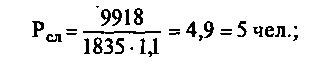 Р_сл = 9918 / (1835 · 1,1) = 4,9 = 5 чел.;